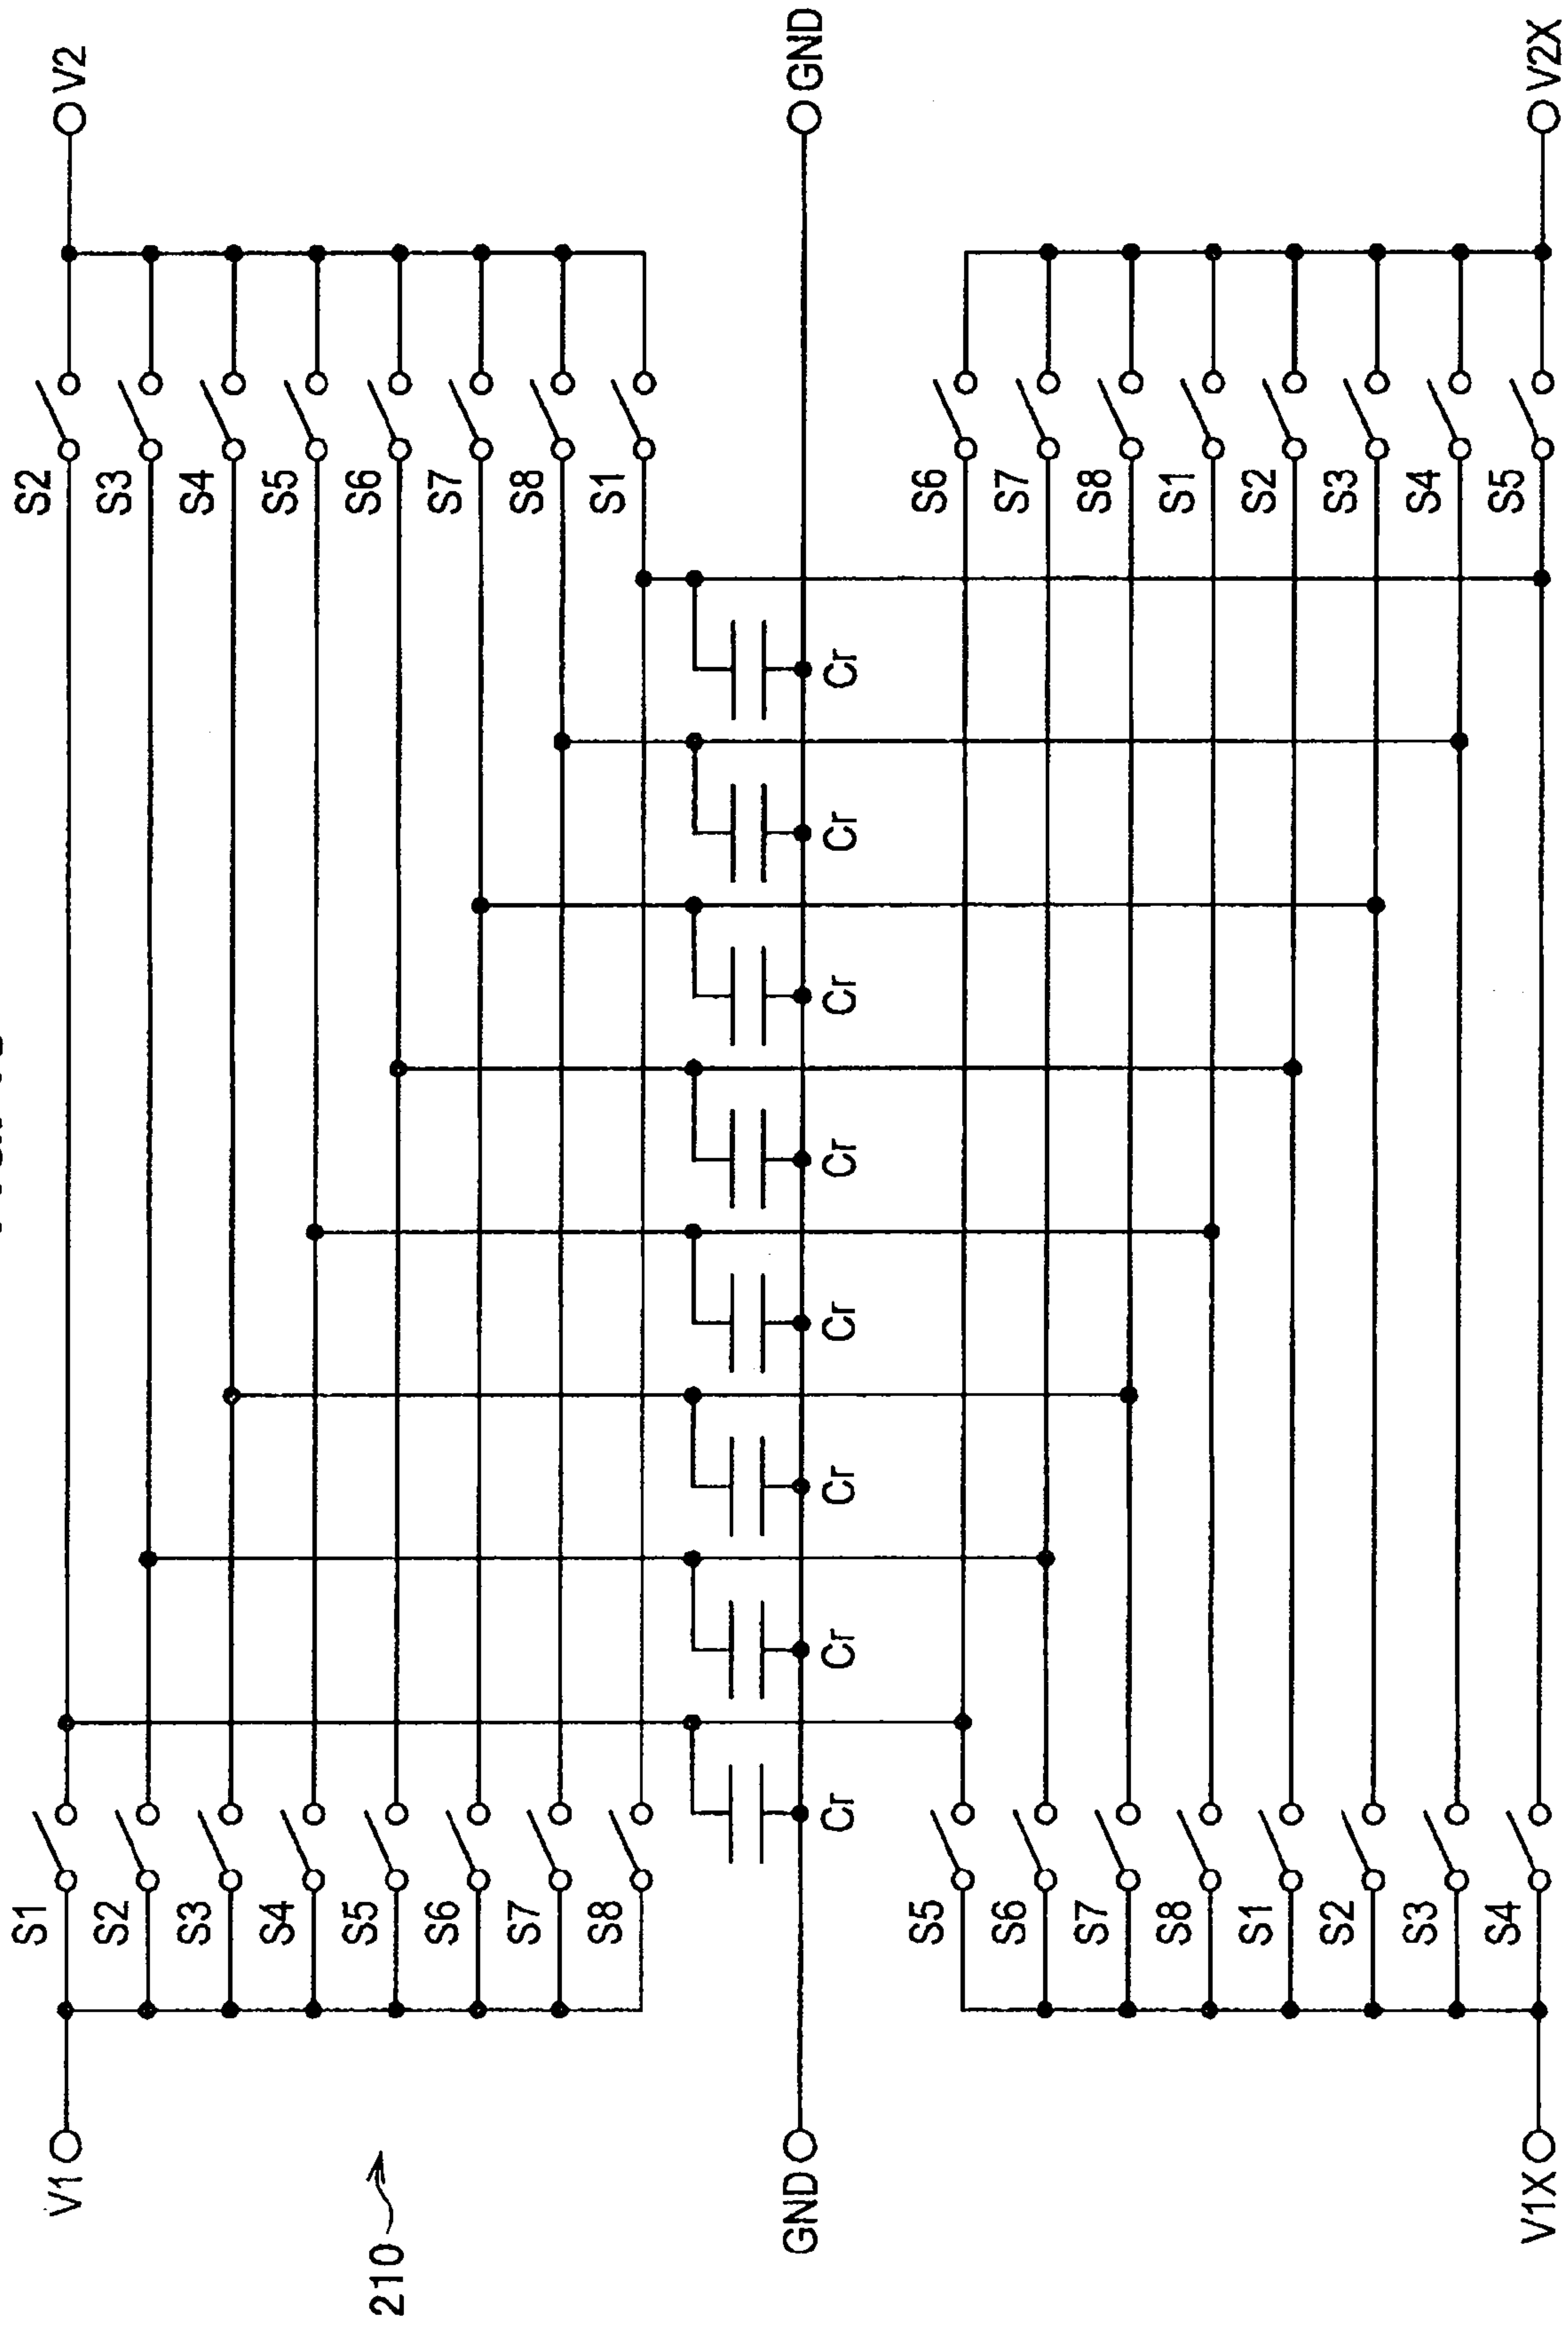 V1 S1 S2 V2
S2 S3
S3 S4
S4 S5
210 S5 S6
S6 S7
S7 S8
S8 S1
GND GND
Cr Cr Cr Cr Cr Cr Cr Cr
S5 S6
S6 S7
S7 S8
S8 S1
S1 S2
S2 S3
S3 S4
V1X S4 S5 V2X